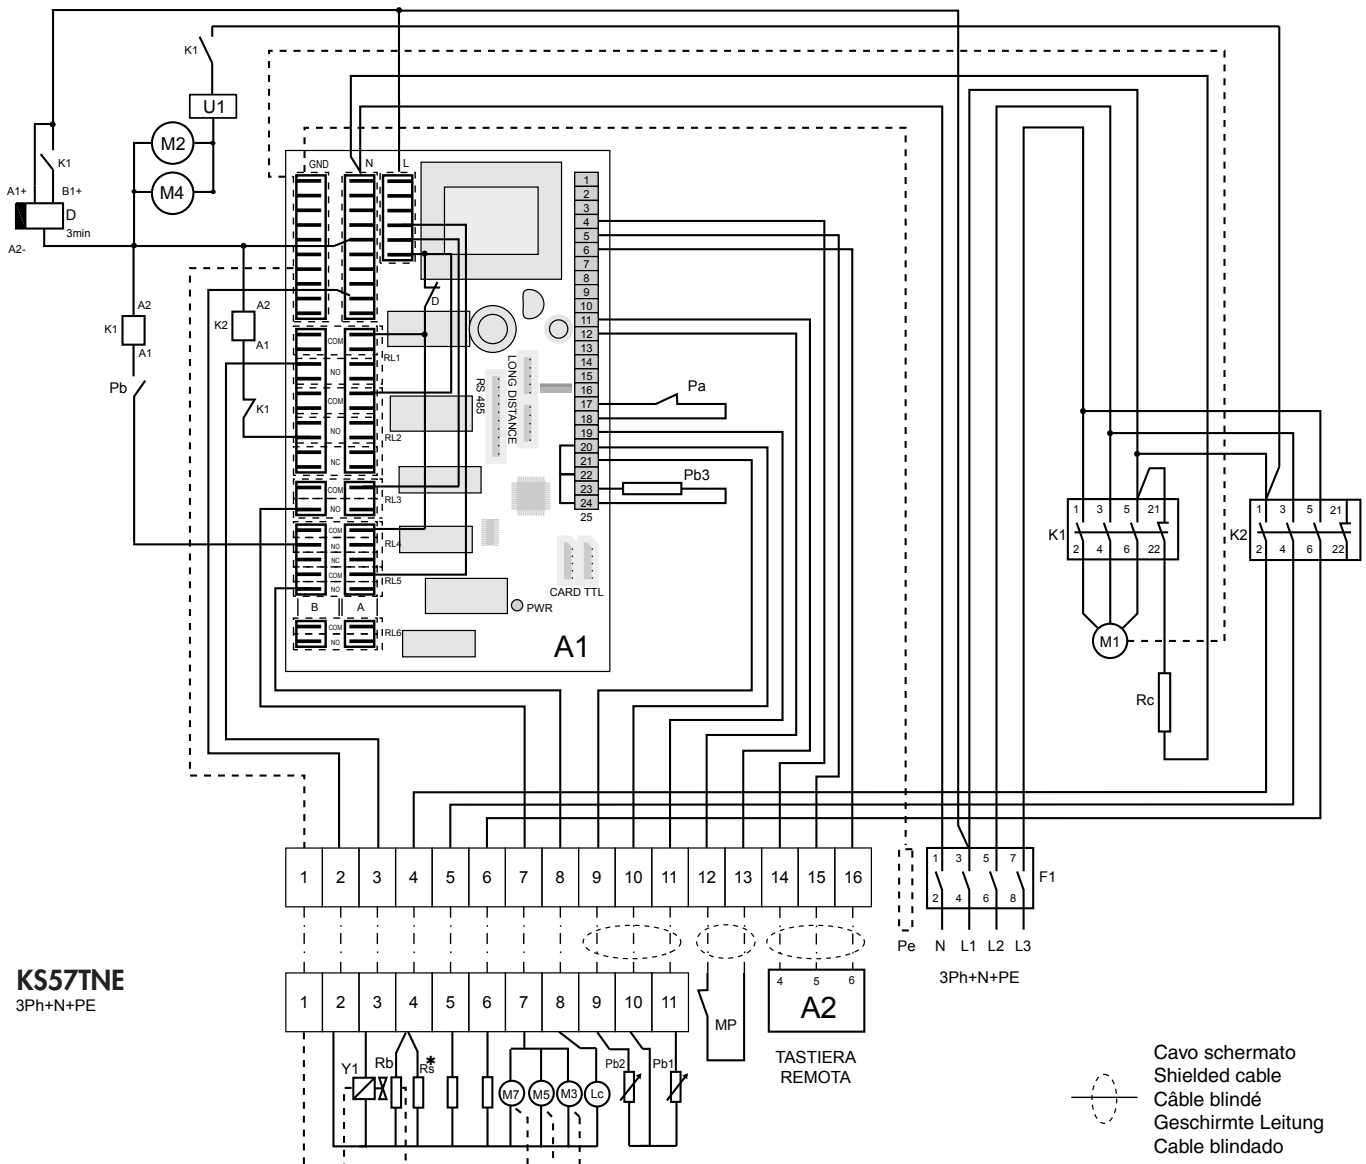 K1
U1
M2
M4
K1
A1+
B1+
D
3min
A2-
A2
K1
A1
Pb
A2
K2
A1
K1
GND
N
L
D
COM
RL1
NO
COM
NO
RL2
NC
COM
RL3
NO
COM
NO
RL4
NC
COM
RL5
NO
B
A
COM
RL6
NO
RS 485
LONG DISTANCE
CARD TTL
PWR
A1
1
2
3
4
5
6
7
8
9
10
11
12
13
14
15
16
17
18
19
20
21
22
23
24
25
Pa
Pb3
1 3 5 21
K1
2 4 6 22
M1
Rc
1 3 5 21
K2
2 4 6 22
1 2 3 4 5 6 7 8 9 10 11 12 13 14 15 16
1 3 5 7
F1
2 4 6 8
Pe N L1 L2 L3
3Ph+N+PE
KS57TNE
3Ph+N+PE
1 2 3 4 5 6 7 8 9 10 11
MP
4 5 6
A2
TASTIERA
REMOTA
Y1
Rb
Rs*
M7
M5
M3
Lc
Pb2
Pb1
Cavo schermato
Shielded cable
Câble blindé
Geschirmte Leitung
Cable blindado